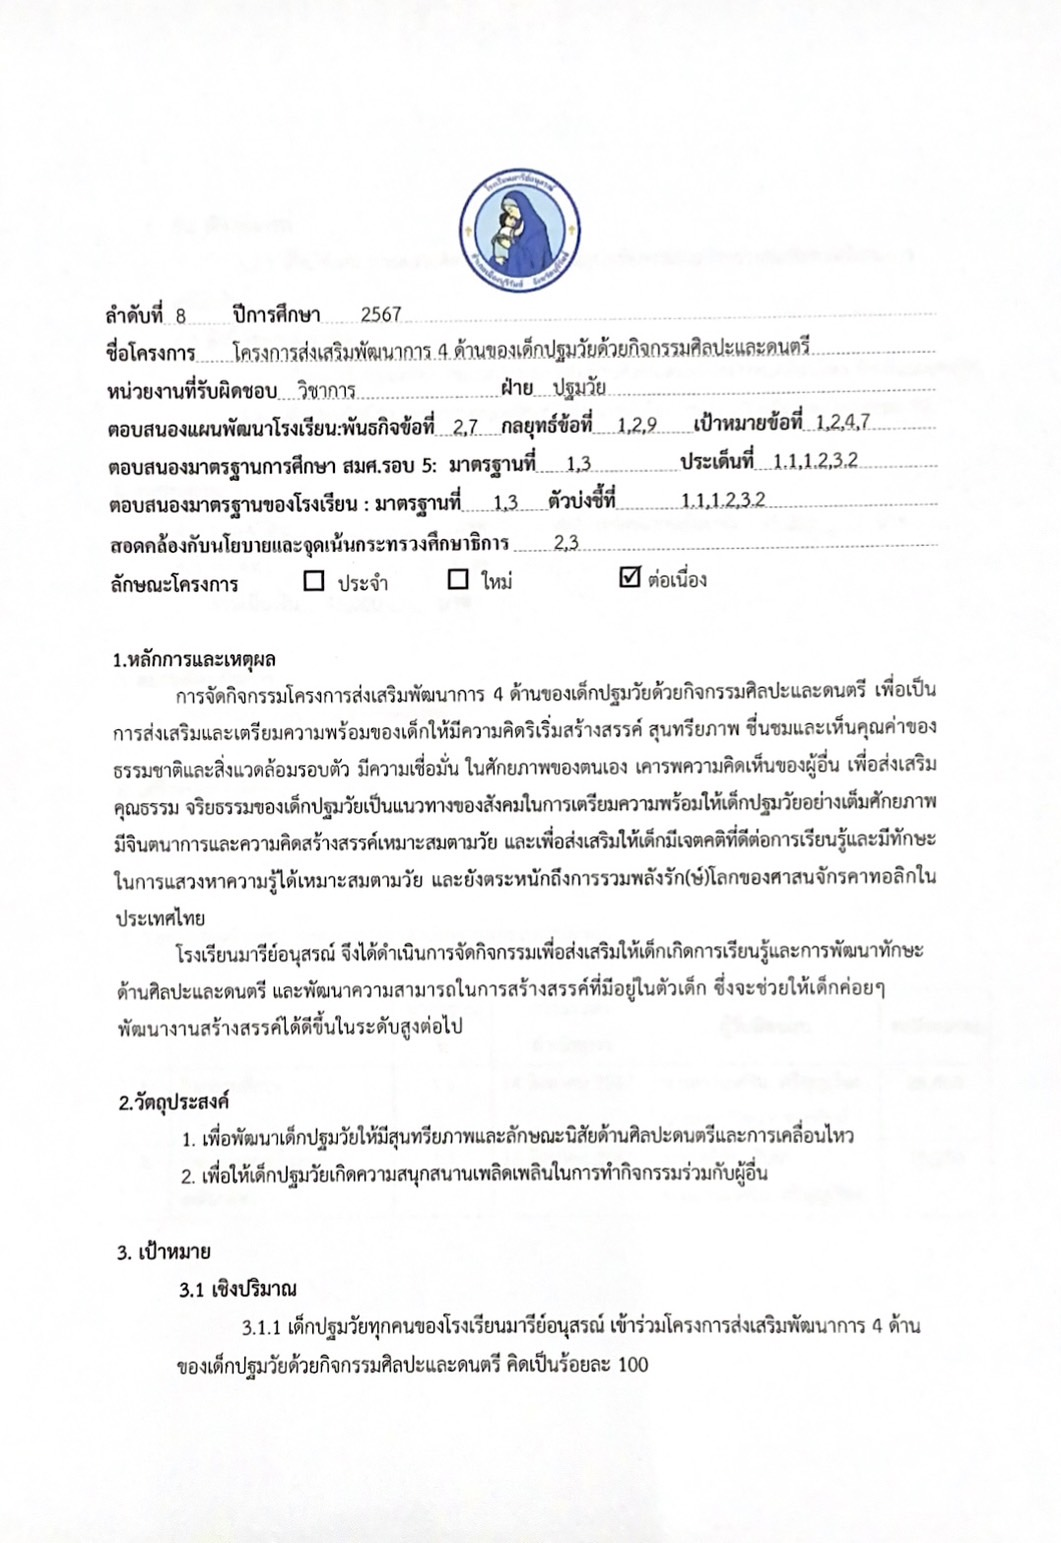 โรงเรียนมารีย์อนุสรณ์
อำเภอเมืองบุรีรัมย์ จังหวัดบุรีรัมย์
ลำดับที่ 8 ปีการศึกษา 2567
ชื่อโครงการ โครงการส่งเสริมพัฒนาการ 4 ด้านของเด็กปฐมวัยด้วยกิจกรรมศิลปะและดนตรี
หน่วยงานที่รับผิดชอบ วิชาการ ฝ่าย ปฐมวัย
ตอบสนองแผนพัฒนาโรงเรียน:พันธกิจข้อที่ 2,7 กลยุทธ์ข้อที่ 1,2,9 เป้าหมายข้อที่ 1,2,4,7
ตอบสนองมาตรฐานการศึกษา สมศ.รอบ 5: มาตรฐานที่ 1,3 ประเด็นที่ 1.1,1.2,3.2
ตอบสนองมาตรฐานของโรงเรียน : มาตรฐานที่ 1,3 ตัวบ่งชี้ที่ 1.1,1.2,3.2
สอดคล้องกับนโยบายและจุดเน้นกระทรวงศึกษาธิการ 2,3
ลักษณะโครงการ ☐ ประจำ ☐ ใหม่ ☑ ต่อเนื่อง
1.หลักการและเหตุผล
การจัดกิจกรรมโครงการส่งเสริมพัฒนาการ 4 ด้านของเด็กปฐมวัยด้วยกิจกรรมศิลปะและดนตรี เพื่อเป็น
การส่งเสริมและเตรียมความพร้อมของเด็กให้มีความคิดริเริ่มสร้างสรรค์ สุนทรียภาพ ชื่นชมและเห็นคุณค่าของ
ธรรมชาติและสิ่งแวดล้อมรอบตัว มีความเชื่อมั่น ในศักยภาพของตนเอง เคารพความคิดเห็นของผู้อื่น เพื่อส่งเสริม
คุณธรรม จริยธรรมของเด็กปฐมวัยเป็นแนวทางของสังคมในการเตรียมความพร้อมให้เด็กปฐมวัยอย่างเต็มศักยภาพ
มีจินตนาการและความคิดสร้างสรรค์เหมาะสมตามวัย และเพื่อส่งเสริมให้เด็กมีเจตคติที่ดีต่อการเรียนรู้และมีทักษะ
ในการแสวงหาความรู้ได้เหมาะสมตามวัย และยังตระหนักถึงการรวมพลังรัก(ษ์)โลกของศาสนจักรคาทอลิกใน
ประเทศไทย
โรงเรียนมารีย์อนุสรณ์ จึงได้ดำเนินการจัดกิจกรรมเพื่อส่งเสริมให้เด็กเกิดการเรียนรู้และการพัฒนาทักษะ
ด้านศิลปะและดนตรี และพัฒนาความสามารถในการสร้างสรรค์ที่มีอยู่ในตัวเด็ก ซึ่งจะช่วยให้เด็กค่อยๆ
พัฒนางานสร้างสรรค์ได้ดีขึ้นในระดับสูงต่อไป
2.วัตถุประสงค์
1. เพื่อพัฒนาเด็กปฐมวัยให้มีสุนทรียภาพและลักษณะนิสัยด้านศิลปะดนตรีและการเคลื่อนไหว
2. เพื่อให้เด็กปฐมวัยเกิดความสนุกสนานเพลิดเพลินในการทำกิจกรรมร่วมกับผู้อื่น
3. เป้าหมาย
3.1 เชิงปริมาณ
3.1.1 เด็กปฐมวัยทุกคนของโรงเรียนมารีย์อนุสรณ์ เข้าร่วมโครงการส่งเสริมพัฒนาการ 4 ด้าน
ของเด็กปฐมวัยด้วยกิจกรรมศิลปะและดนตรี คิดเป็นร้อยละ 100